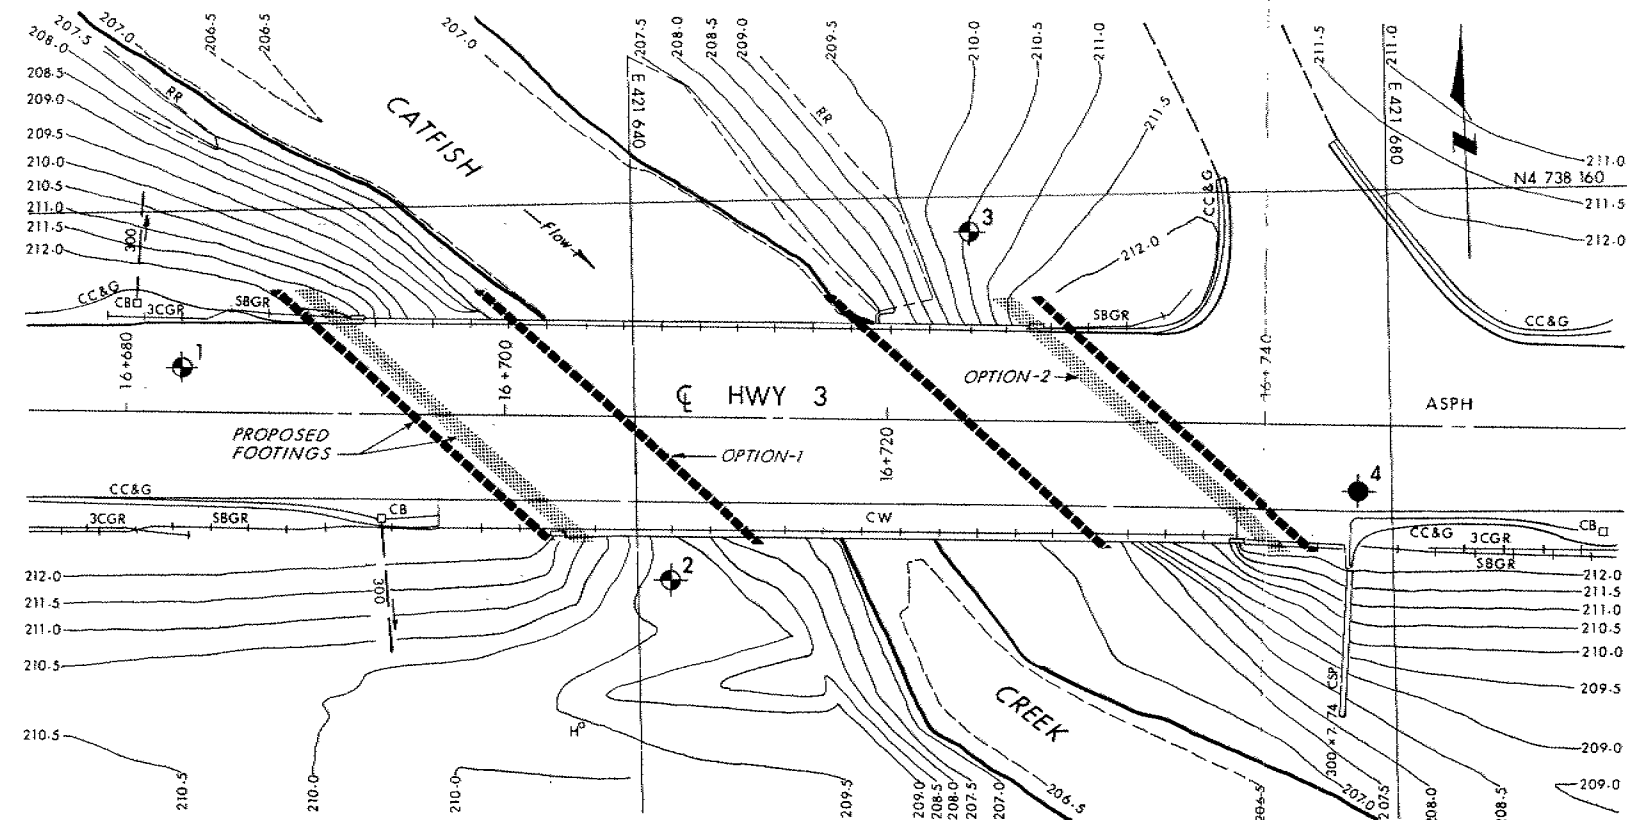 207·5
207·0
206·5
206·5
207·0
207·5
208·0
208·5
209·0
209·5
210·0
210·5
211·0
211·5
211·0
208·0
208·5
209·0
209·5
210·0
210·5
211·0
211·5
212·0
RR
RR
CATFISH
E 421 640
E 421 680
211·5
CC&G
211·0
N4 738 160
211·5
212·0
3
212·0
Flow
300
CC&G
CB
3CGR
SBGR
SBGR
CC&G
1
16+680
16+700
16+740
OPTION-2
℄ HWY 3
ASPH
PROPOSED
FOOTINGS
OPTION-1
16+720
4
CC&G
CB
3CGR
SBGR
CW
CB
CC&G
3CGR
SBGR
2
212·0
211·5
211·0
210·5
300
212·0
211·5
211·0
210·5
210·0
209·5
CREEK
CSP
300 × 7.74
H
210·5
209·0
209·0
210·5
210·0
210·0
209·5
209·0
208·5
208·0
207·5
207·0
206·5
206·5
207·0
207·5
208·0
208·5